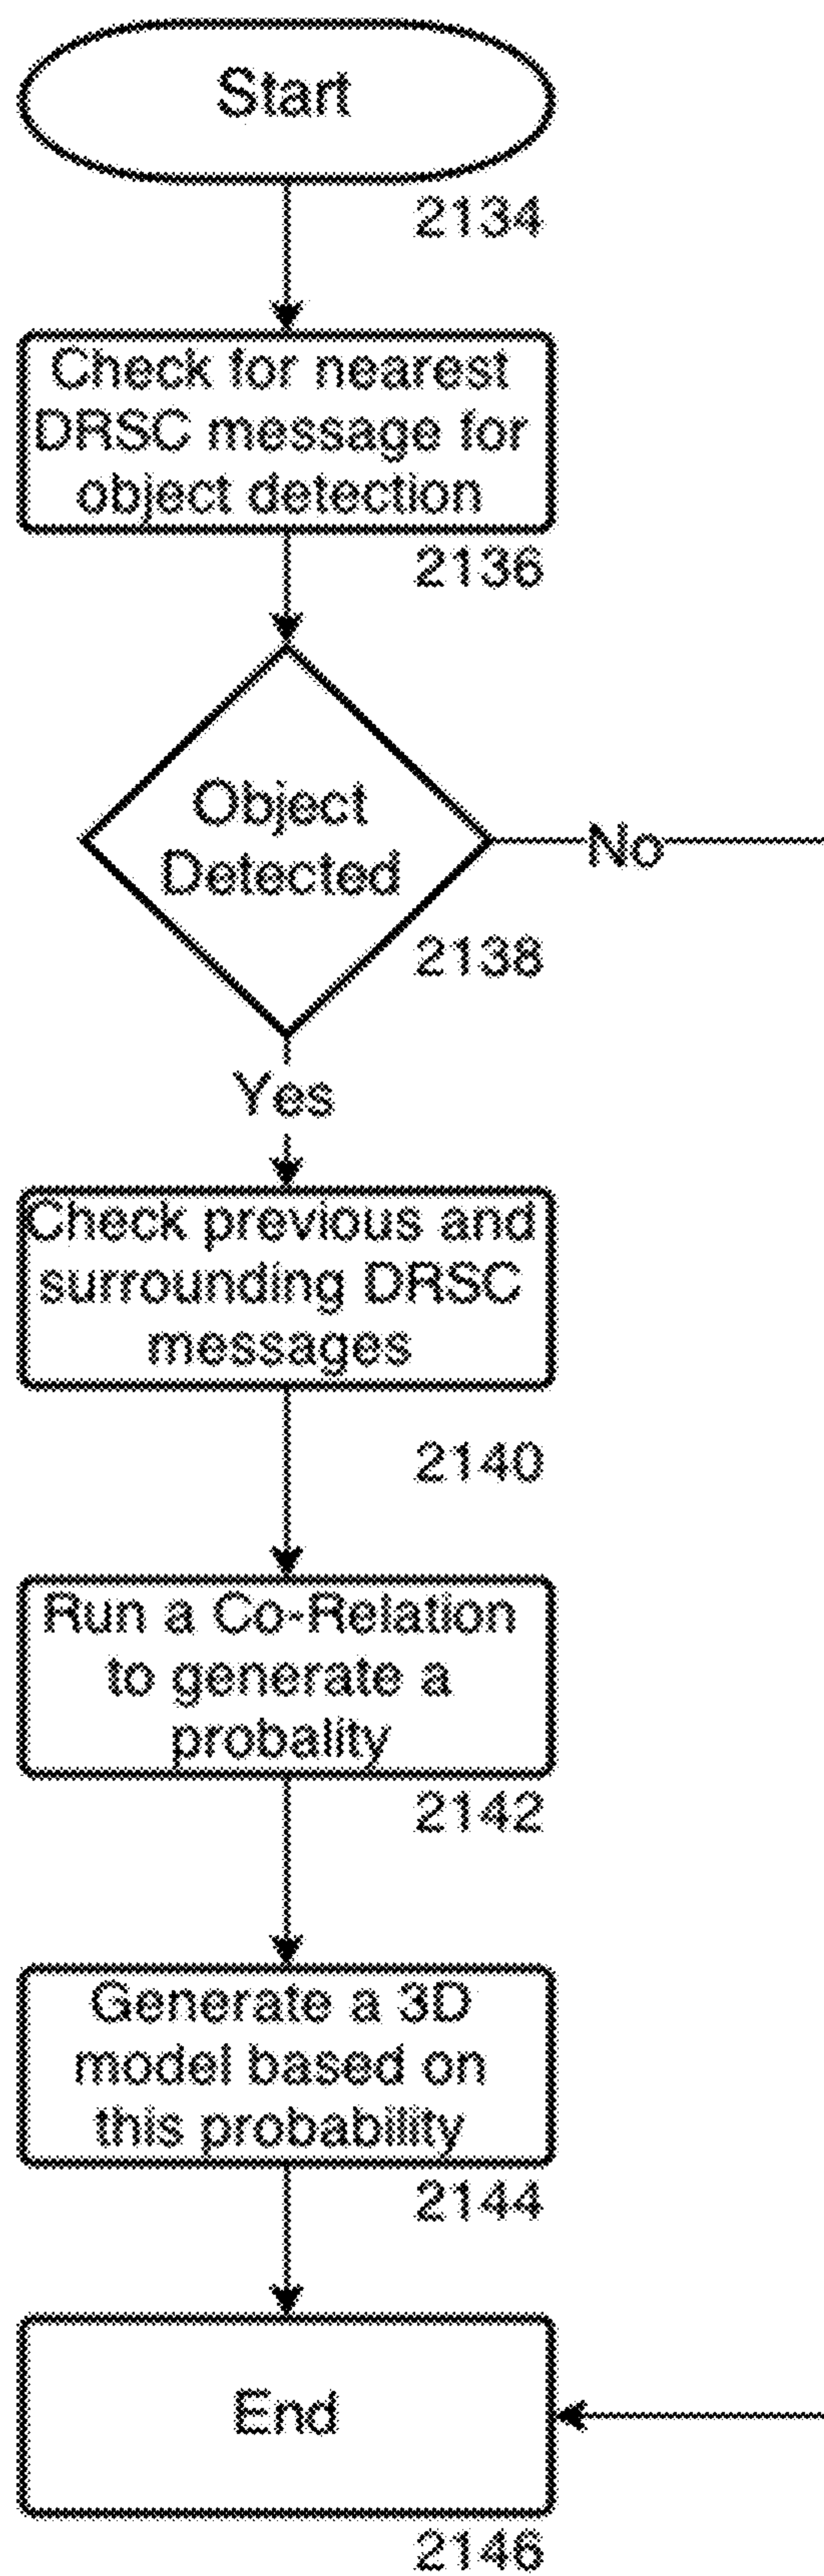 Start
2134
Check for nearest
DRSC message for
object detection
2136
Object
Detected
No
2138
Yes
Check previous and
surrounding DRSC
messages
2140
Run a Co-Relation
to generate a
probality
2142
Generate a 3D
model based on
this probability
2144
End
2146